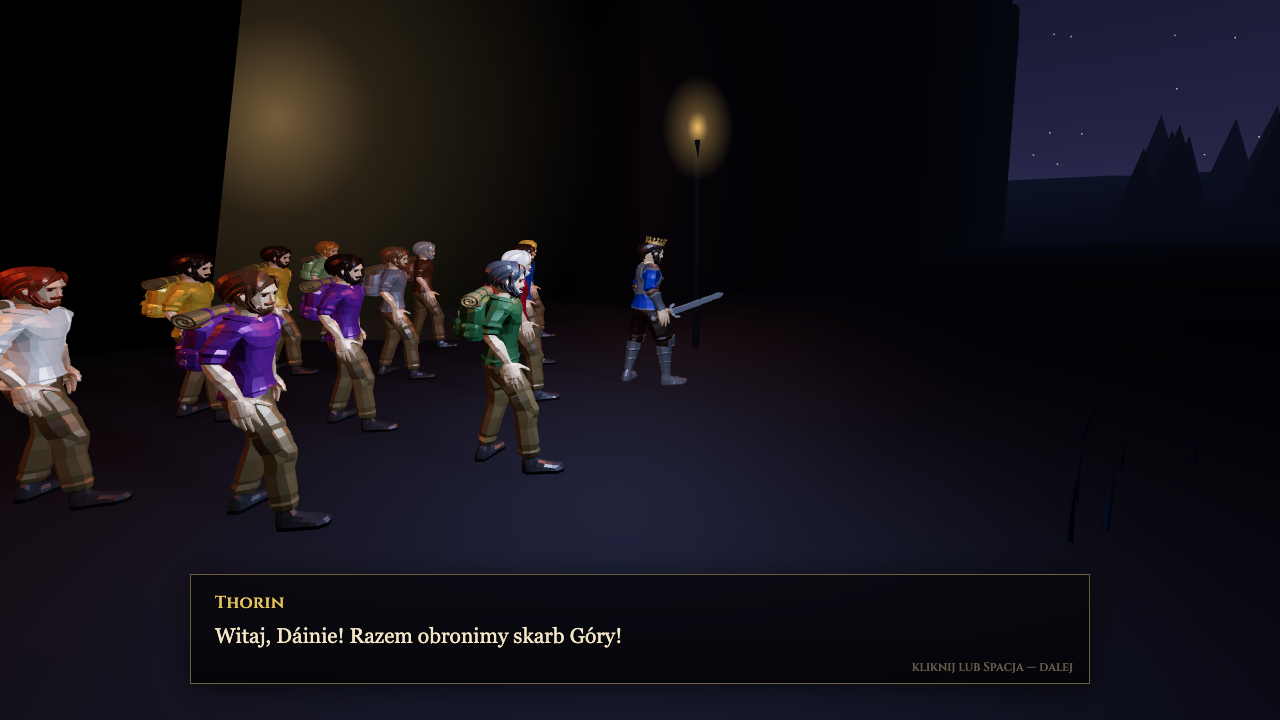 Thorin
Witaj, Dáinie! Razem obronimy skarb Góry!
kliknij lub Spacja — dalej